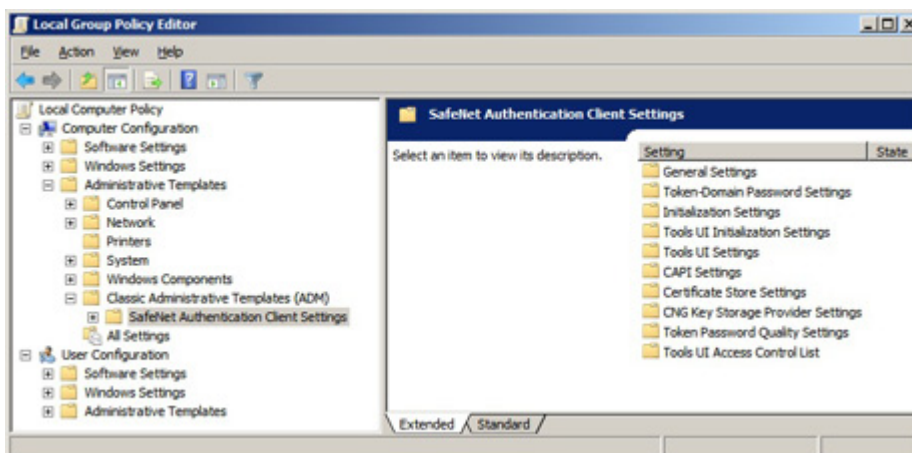 Local Group Policy Editor
File Action View Help
Local Computer Policy
Computer Configuration
Software Settings
Windows Settings
Administrative Templates
Control Panel
Network
Printers
System
Windows Components
Classic Administrative Templates (ADM)
SafeNet Authentication Client Settings
All Settings
User Configuration
Software Settings
Windows Settings
Administrative Templates
SafeNet Authentication Client Settings
Select an item to view its description.
Setting State
General Settings
Token-Domain Password Settings
Initialization Settings
Tools UI Initialization Settings
Tools UI Settings
CAPI Settings
Certificate Store Settings
CNG Key Storage Provider Settings
Token Password Quality Settings
Tools UI Access Control List
Extended Standard